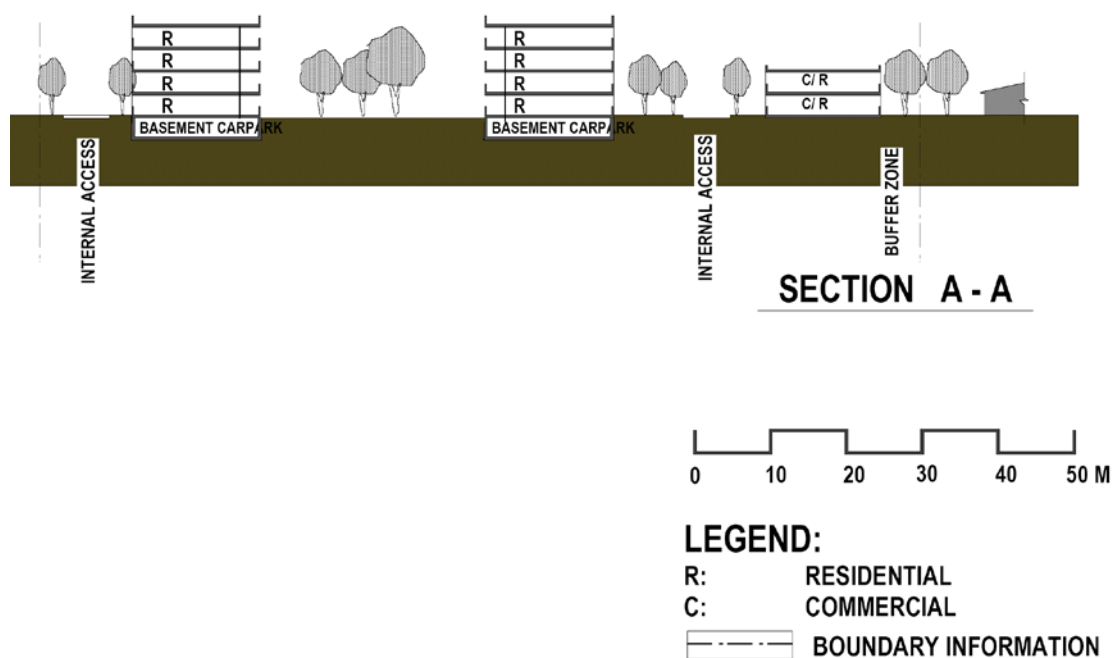 R
R
R
R
BASEMENT CARPARK
R
R
R
R
BASEMENT CARPARK
C/ R
C/ R
INTERNAL ACCESS
INTERNAL ACCESS
BUFFER ZONE
SECTION A - A
0 10 20 30 40 50 M
LEGEND:
R: RESIDENTIAL
C: COMMERCIAL
BOUNDARY INFORMATION